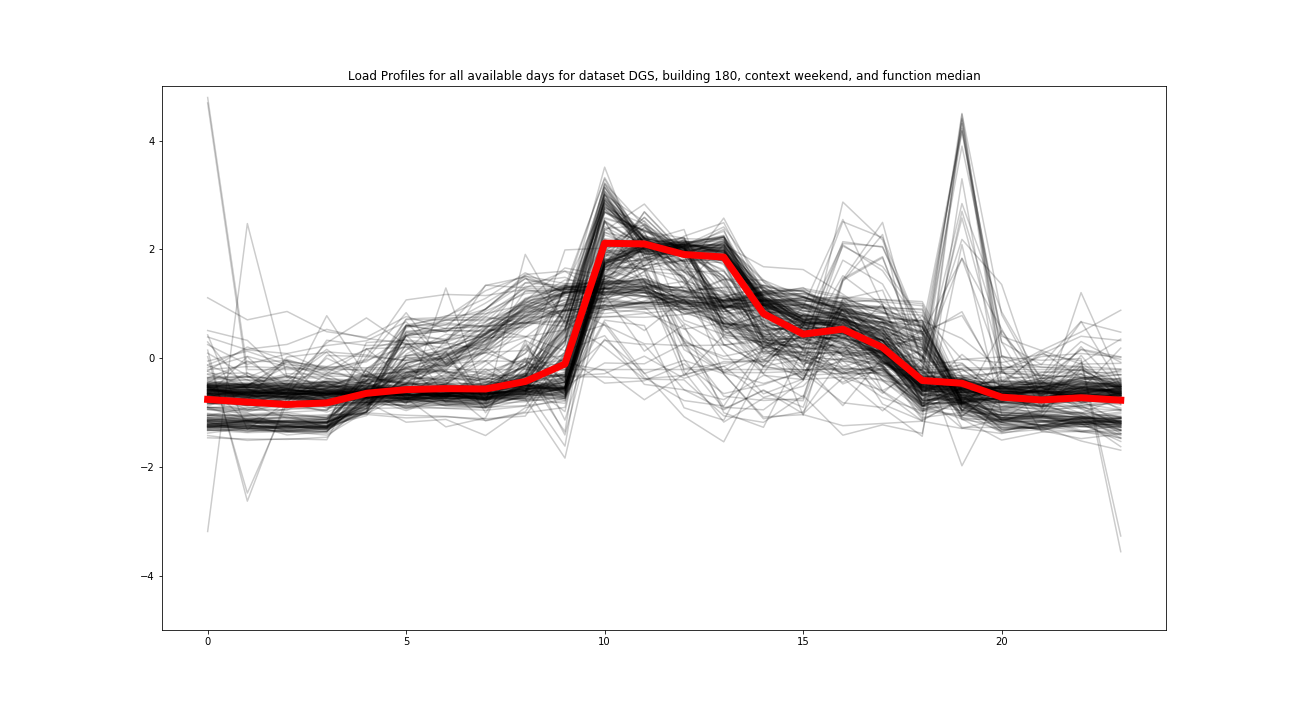 Load Profiles for all available days for dataset DGS, building 180, context weekend, and function median
4
2
0
−2
−4
0 5 10 15 20